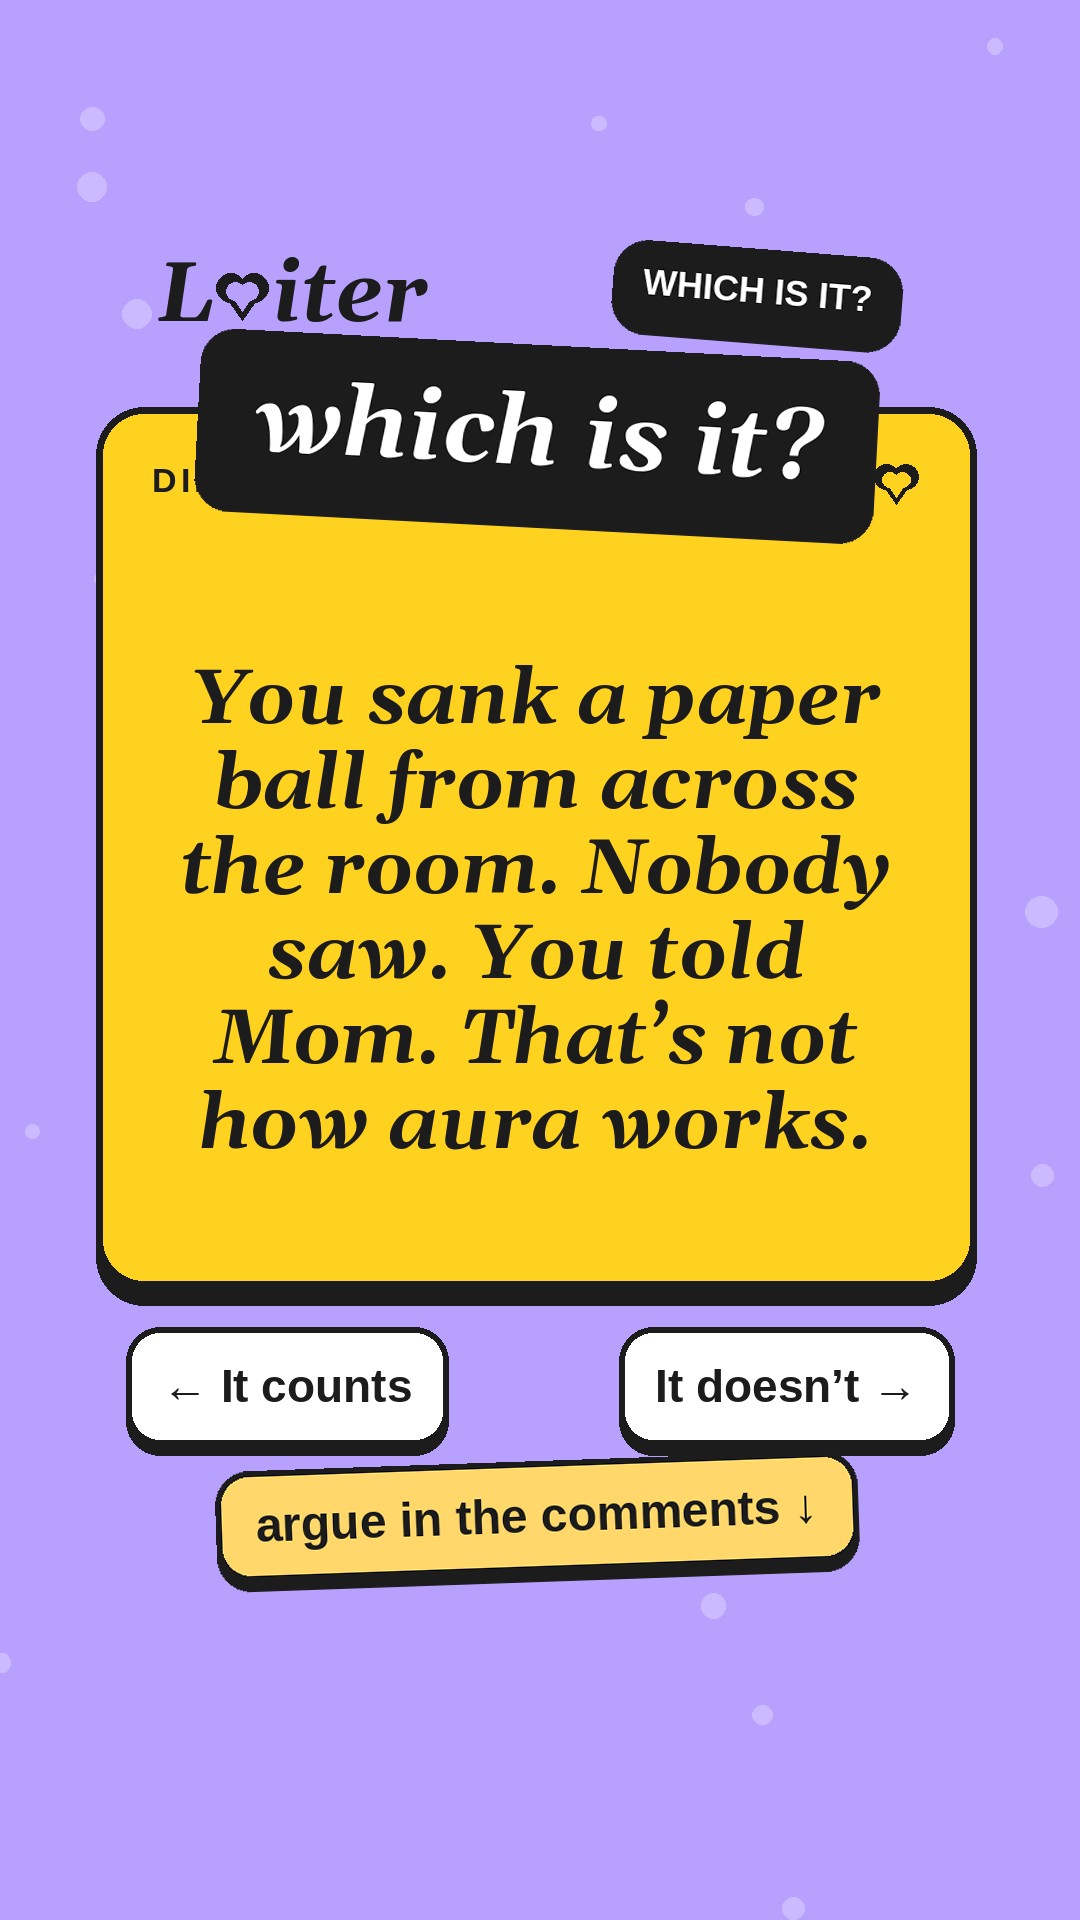 L♡iter
WHICH IS IT?
which is it?
You sank a paper
ball from across
the room. Nobody
saw. You told
Mom. That’s not
how aura works.
← It counts
It doesn’t →
argue in the comments ↓